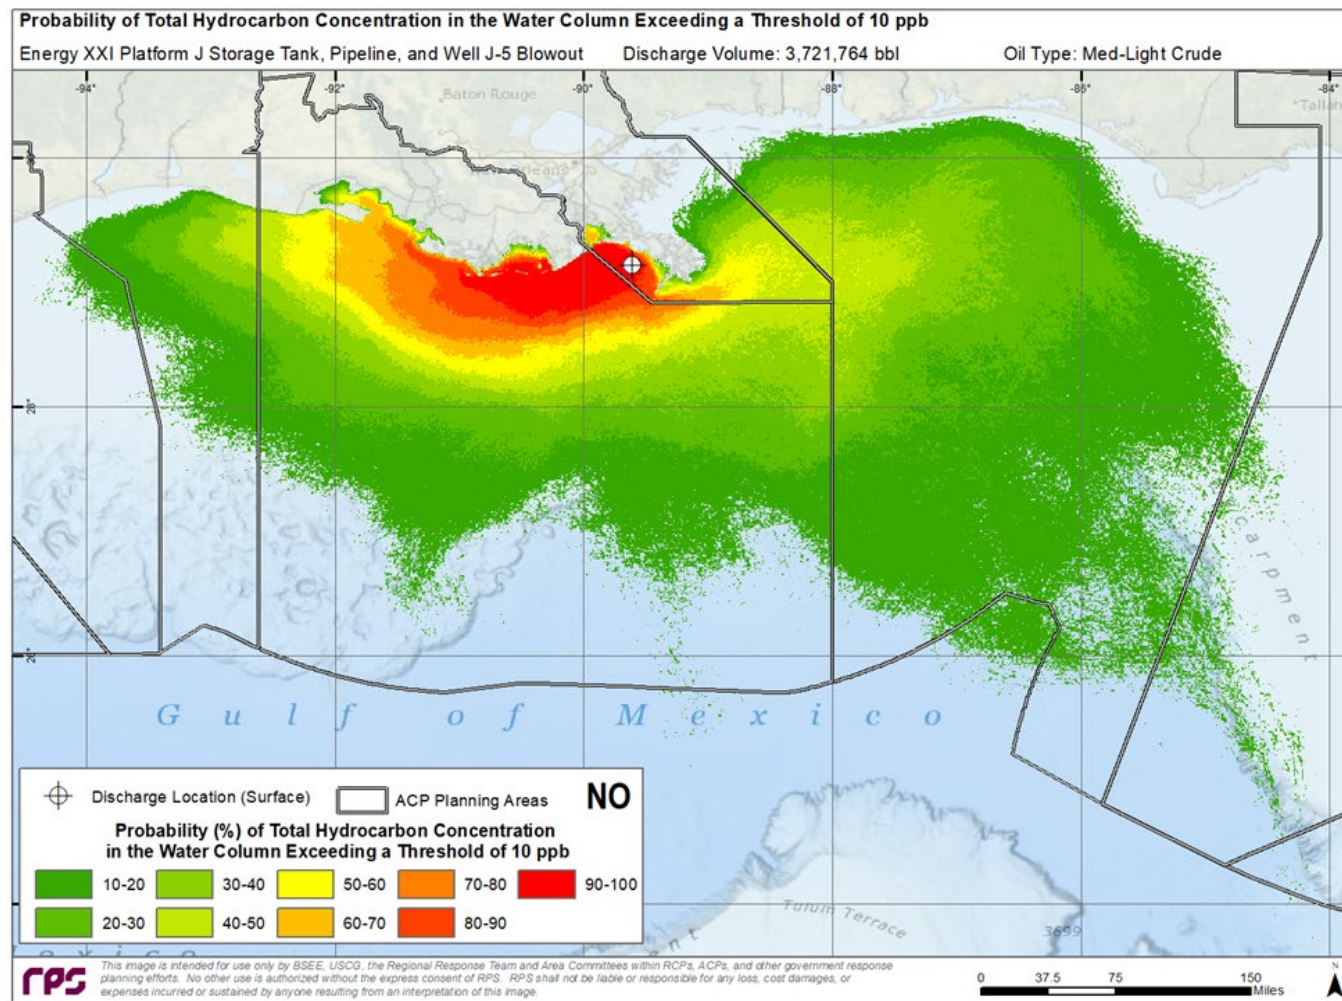 Probability of Total Hydrocarbon Concentration in the Water Column Exceeding a Threshold of 10 ppb
Energy XXI Platform J Storage Tank, Pipeline, and Well J-5 Blowout Discharge Volume: 3,721,764 bbl Oil Type: Med-Light Crude
-94° -92° -90° -88° -86° -84°
Baton Rouge
Tallah
28°
26°
carpment
Gulf of Mexico
Discharge Location (Surface) ACP Planning Areas NO
Probability (%) of Total Hydrocarbon Concentration
in the Water Column Exceeding a Threshold of 10 ppb
10-20 30-40 50-60 70-80 90-100
20-30 40-50 60-70 80-90
Tulum Terrace
3699
rps
This image is intended for use only by BSEE, USCG, the Regional Response Team and Area Committees within RCPs, ACPs, and other government response
planning efforts. No other use is authorized without the express consent of RPS. RPS shall not be liable or responsible for any loss, cost damages, or
expenses incurred or sustained by anyone resulting from an interpretation of this image.
0 37.5 75 150
Miles
N